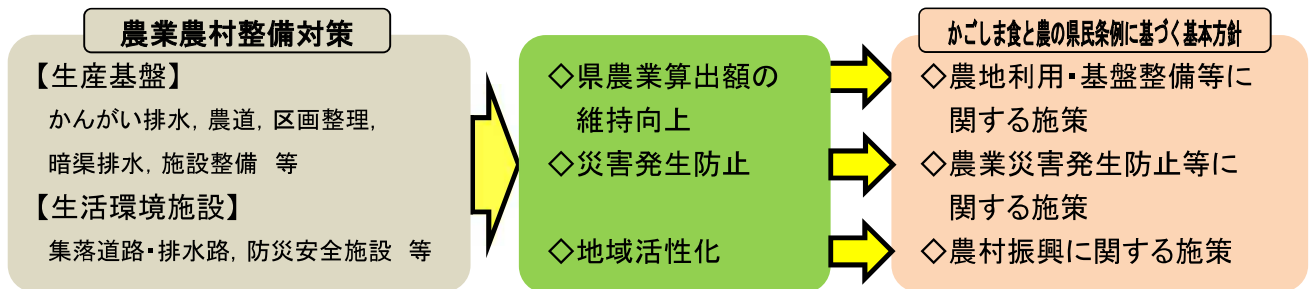 農業農村整備対策
【生産基盤】
かんがい排水，農道，区画整理，
暗渠排水，施設整備　等
【生活環境施設】
集落道路・排水路，防災安全施設　等
◇県農業算出額の
維持向上
◇災害発生防止
◇地域活性化
かごしま食と農の県民条例に基づく基本方針
◇農地利用・基盤整備等に
関する施策
◇農業災害発生防止等に
関する施策
◇農村振興に関する施策